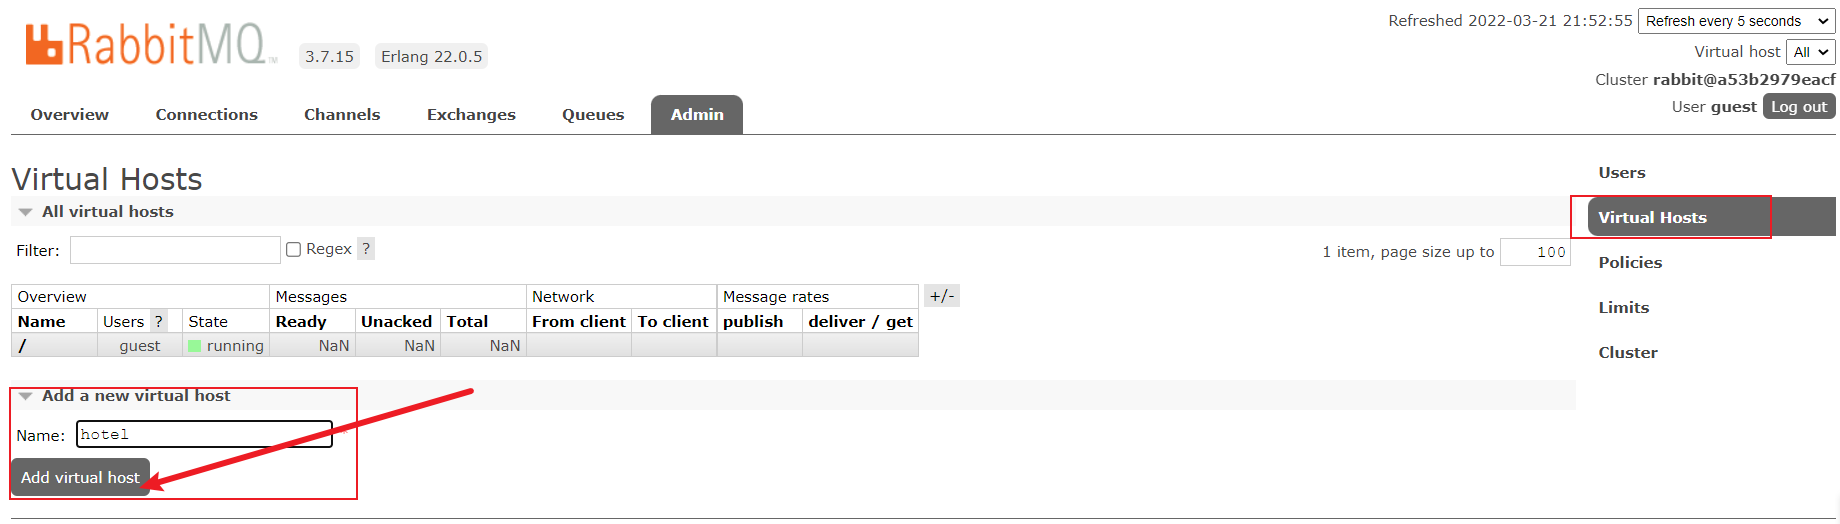 Refreshed 2022-03-21 21:52:55 Refresh every 5 seconds
RabbitMQ TM 3.7.15 Erlang 22.0.5
Virtual host All
Cluster rabbit@a53b2979eacf
User guest Log out
Overview Connections Channels Exchanges Queues Admin
Virtual Hosts
All virtual hosts
Filter: Regex ? 1 item, page size up to 100
Overview Messages Network Message rates +/-
Name Users ? State Ready Unacked Total From client To client publish deliver / get
/ guest running NaN NaN NaN
Add a new virtual host
Name: hotel *
Add virtual host
Users
Virtual Hosts
Policies
Limits
Cluster